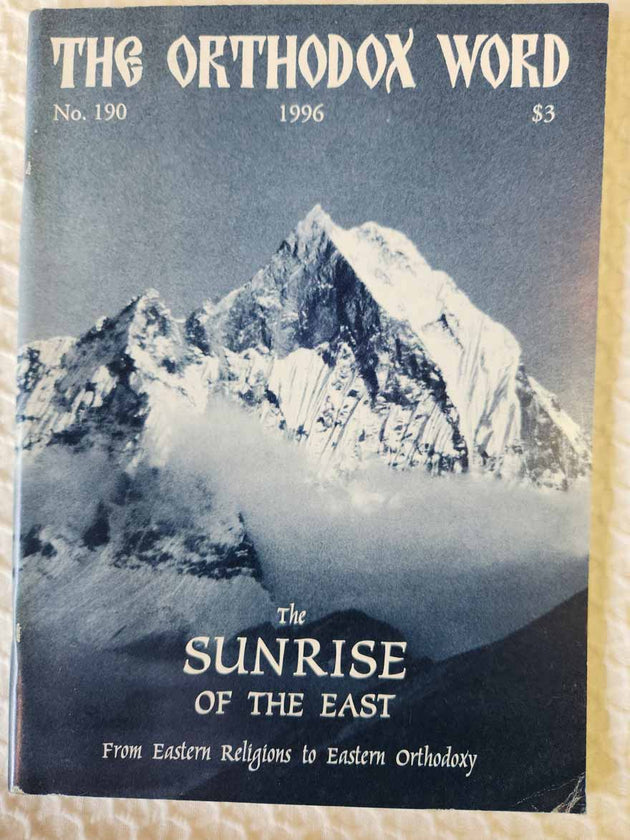 THE ORTHODOX WORD
No. 190 1996 $3
The
SUNRISE
OF THE EAST
From Eastern Religions to Eastern Orthodoxy